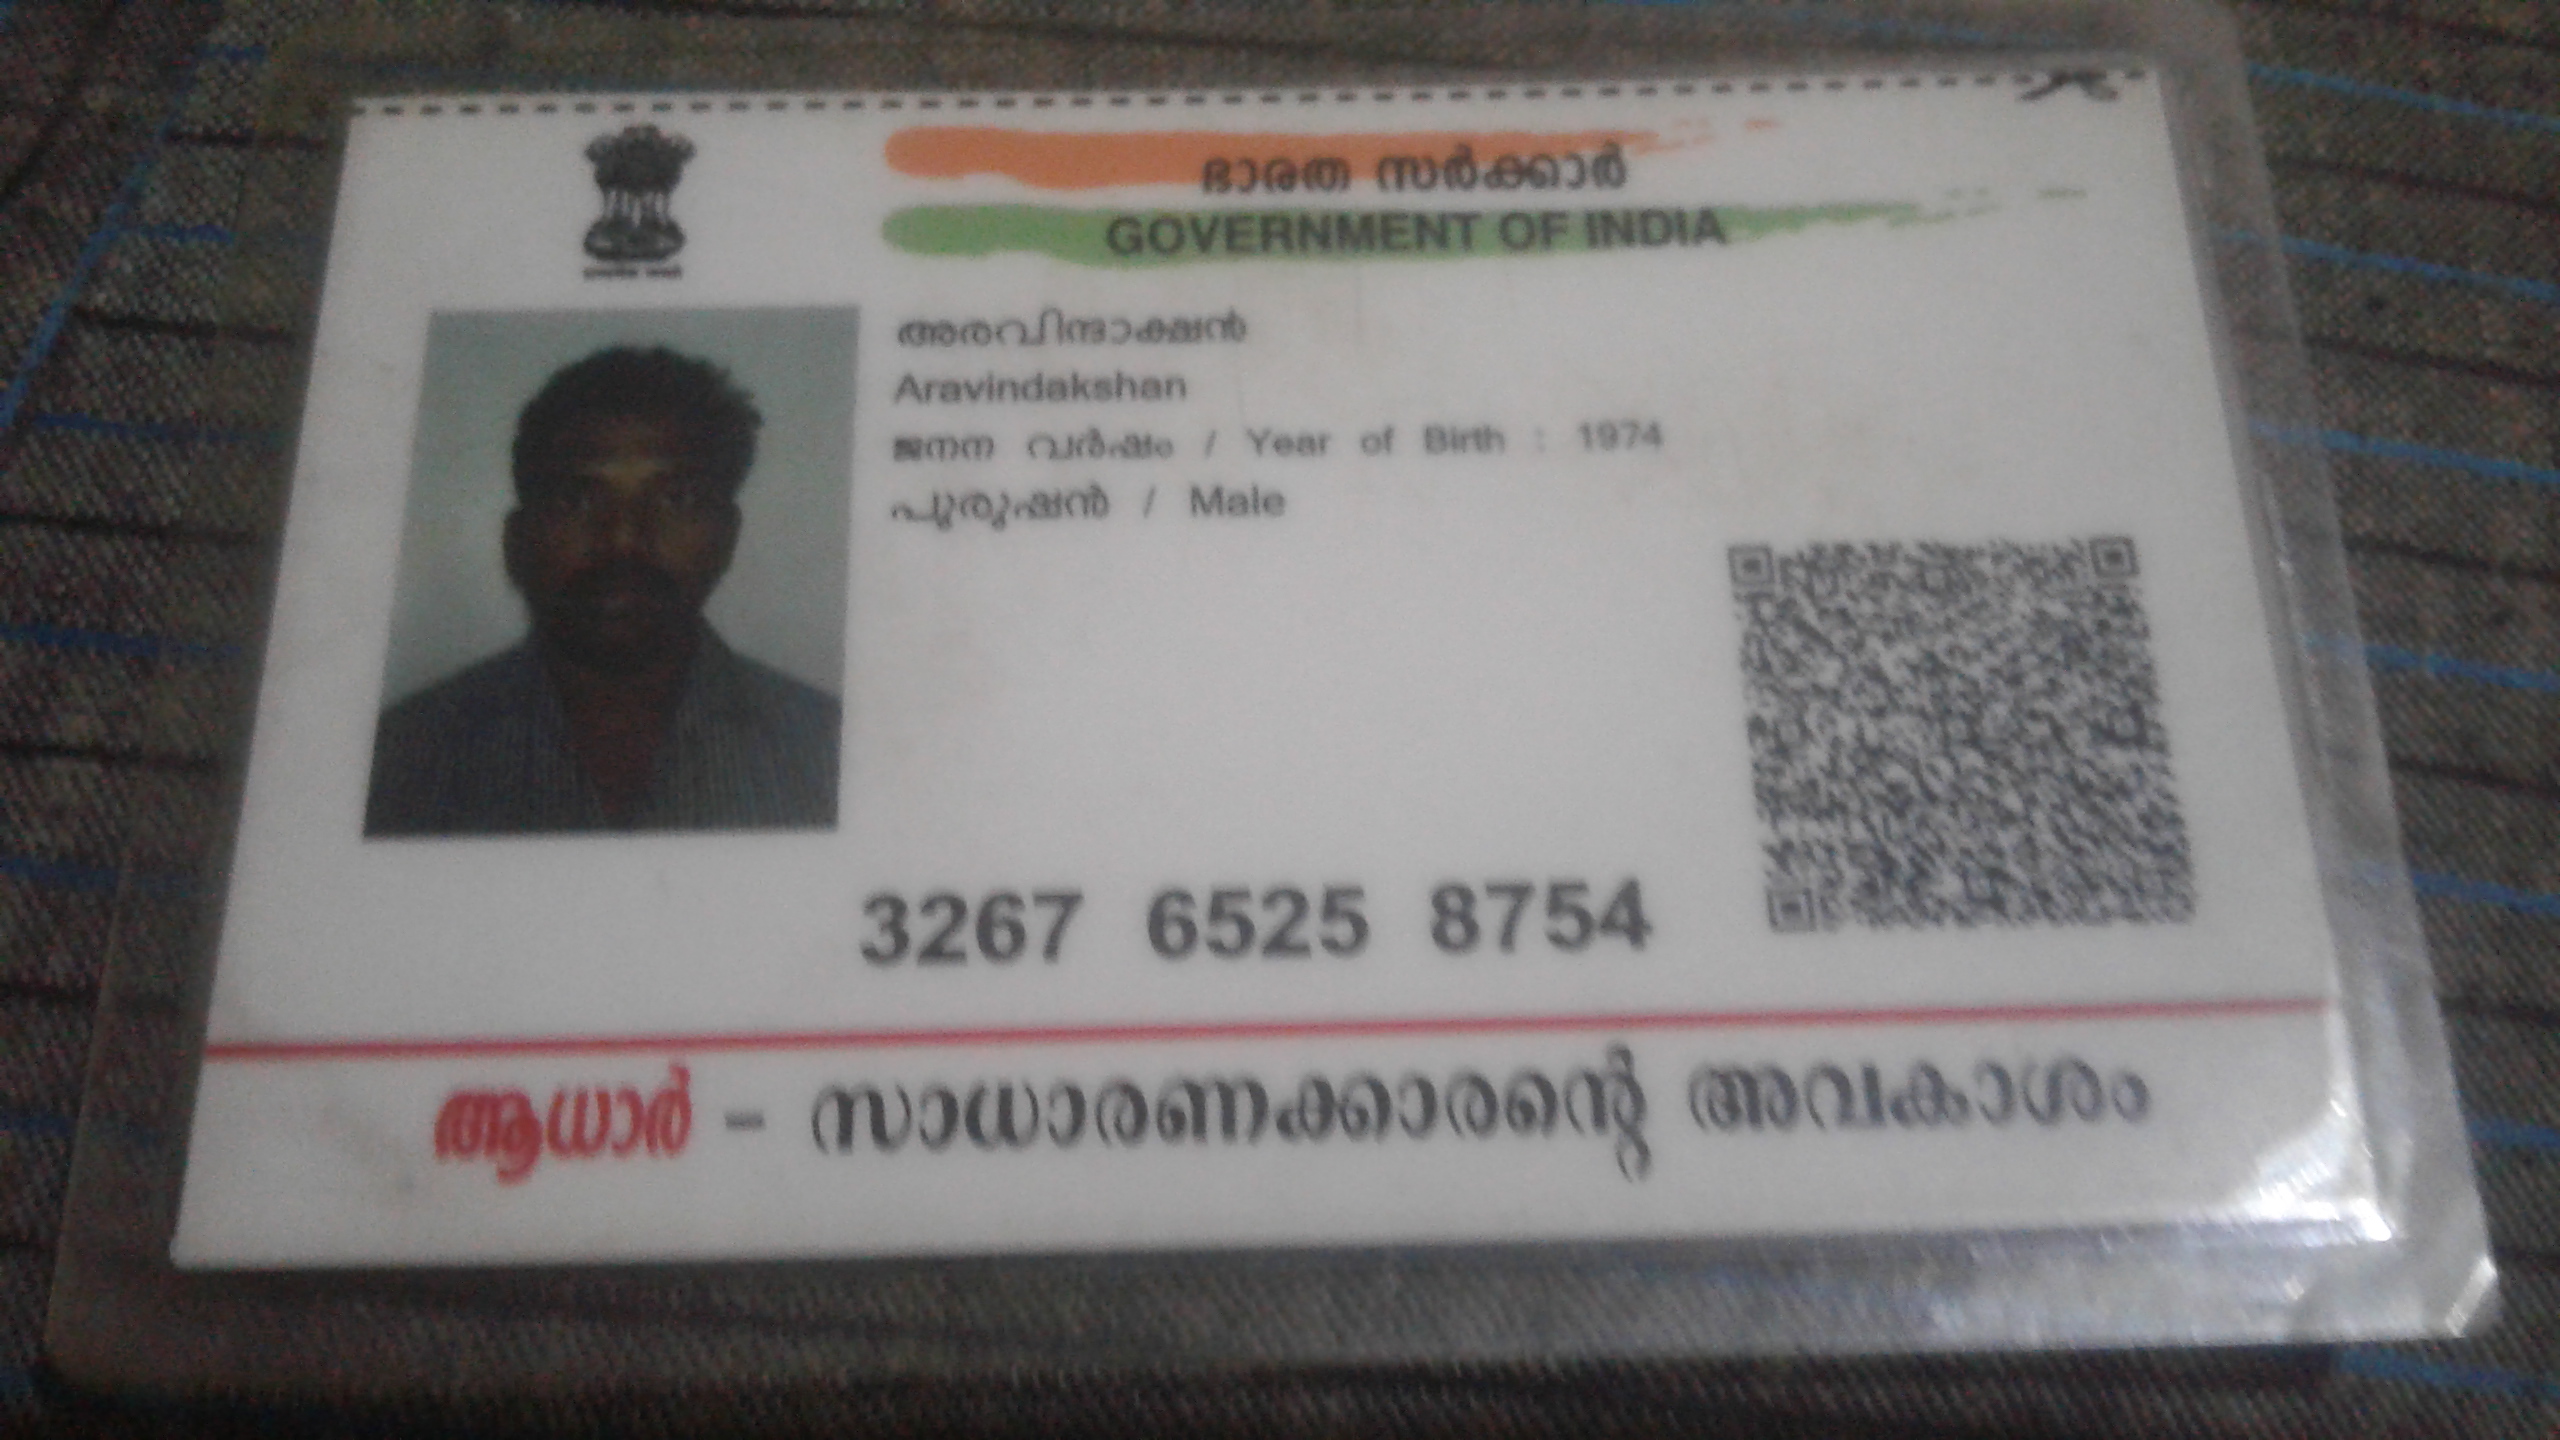 ഭാരത സർക്കാർ
GOVERNMENT OF INDIA
അരവിന്ദാക്ഷൻ
Aravindakshan
ജനന വർഷം / Year of Birth : 1974
പുരുഷൻ / Male
3267 6525 8754
ആധാർ - സാധാരണക്കാരന്റെ അവകാശം